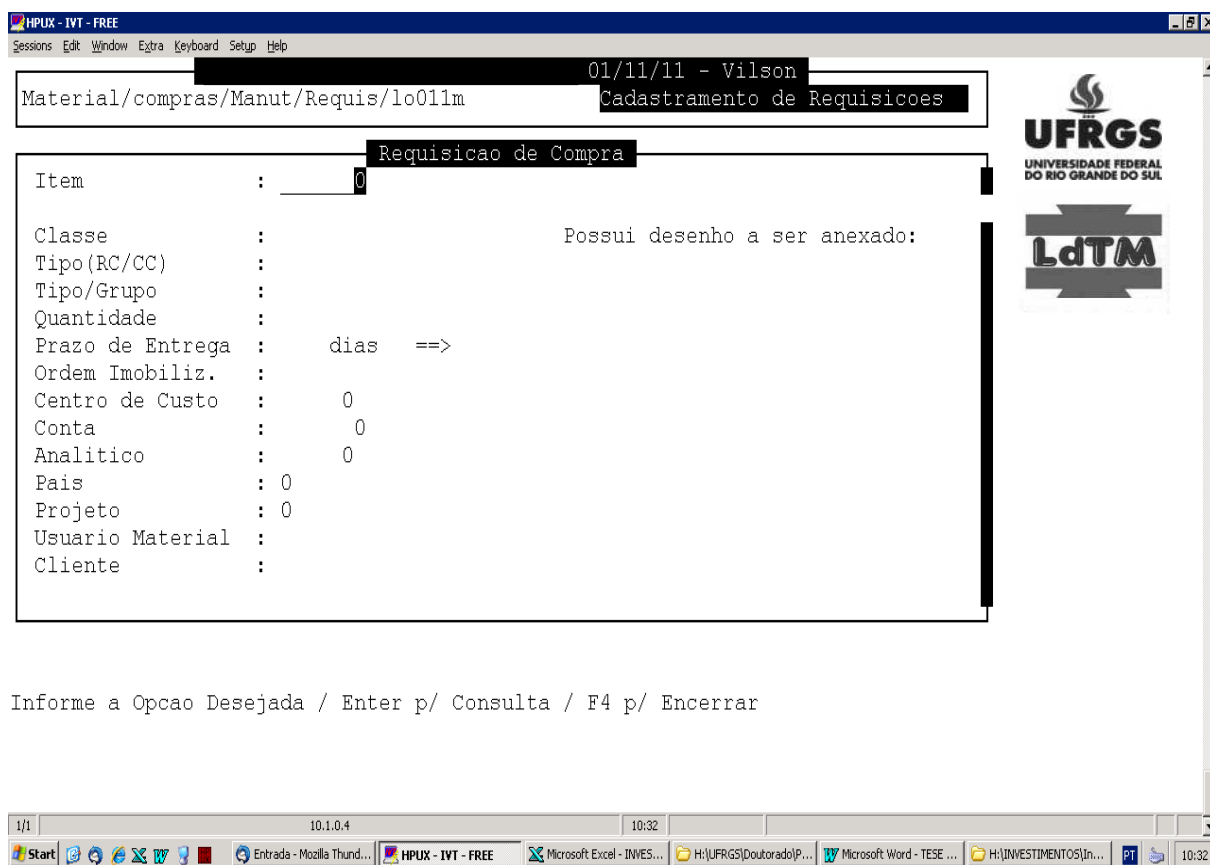 HPUX - IVT - FREE
Sessions Edit Window Extra Keyboard Setup Help
01/11/11 - Vilson
Material/compras/Manut/Requis/lo011m Cadastramento de Requisicoes
UFRGS
UNIVERSIDADE FEDERAL
DO RIO GRANDE DO SUL
Requisicao de Compra
Item : 0
Classe : Possui desenho a ser anexado:
LdTM
Tipo(RC/CC) :
Tipo/Grupo :
Quantidade :
Prazo de Entrega : dias ==>
Ordem Imobiliz. :
Centro de Custo : 0
Conta : 0
Analitico : 0
Pais : 0
Projeto : 0
Usuario Material :
Cliente :
Informe a Opcao Desejada / Enter p/ Consulta / F4 p/ Encerrar
1/1 10.1.0.4 10:32
Start Entrada - Mozilla Thund... HPUX - IVT - FREE Microsoft Excel - INVES... H:\UFRGS\Doutorado\P... Microsoft Word - TESE ... H:\INVESTIMENTOS\In... PT 10:32